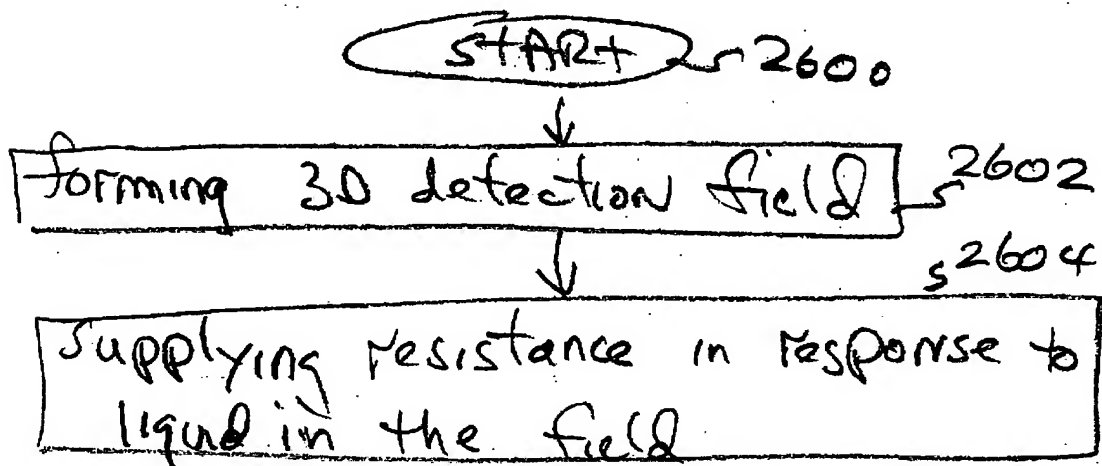 START 2600
forming 3D detection field 2602
2604
Supplying resistance in response to
liquid in the field